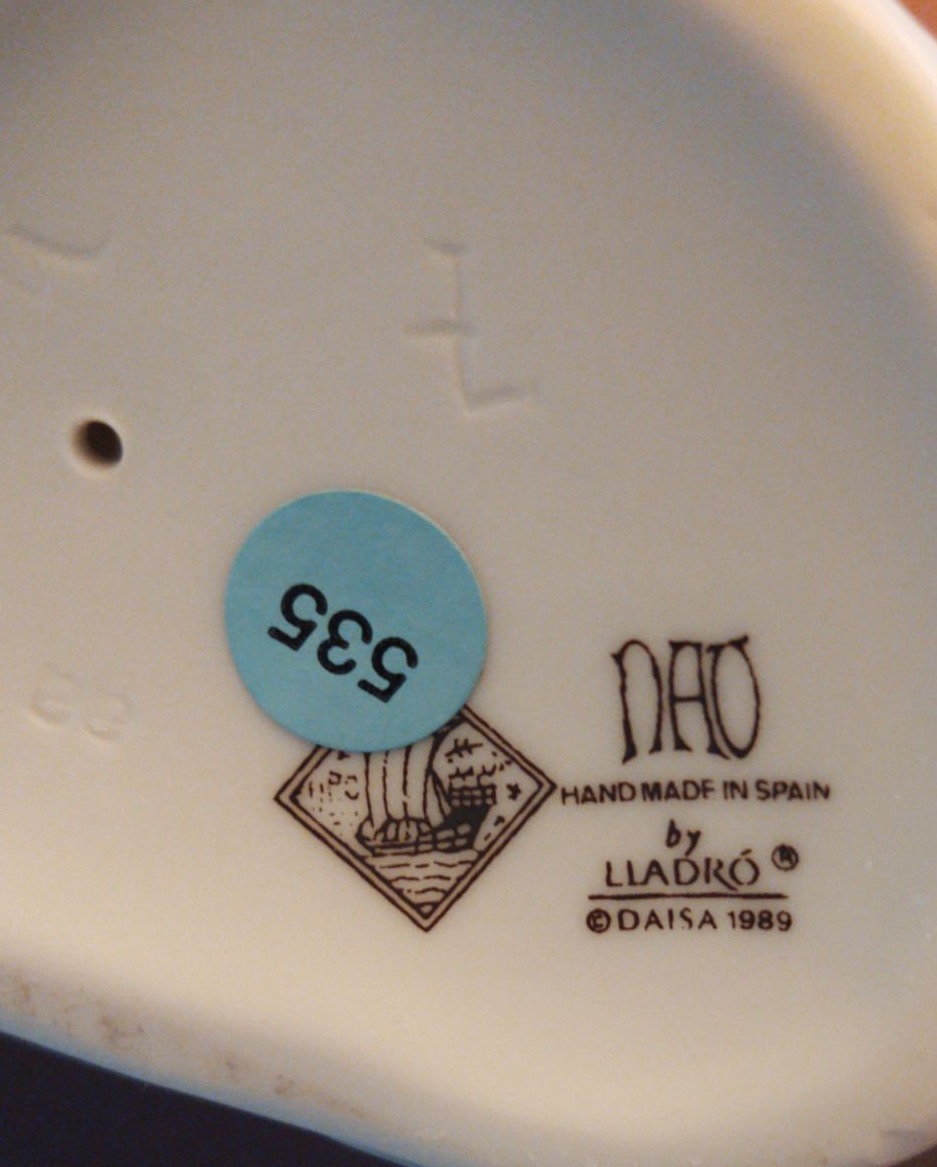 535
NAO
HAND MADE IN SPAIN
by
LLADRÓ ®
© DAISA 1989